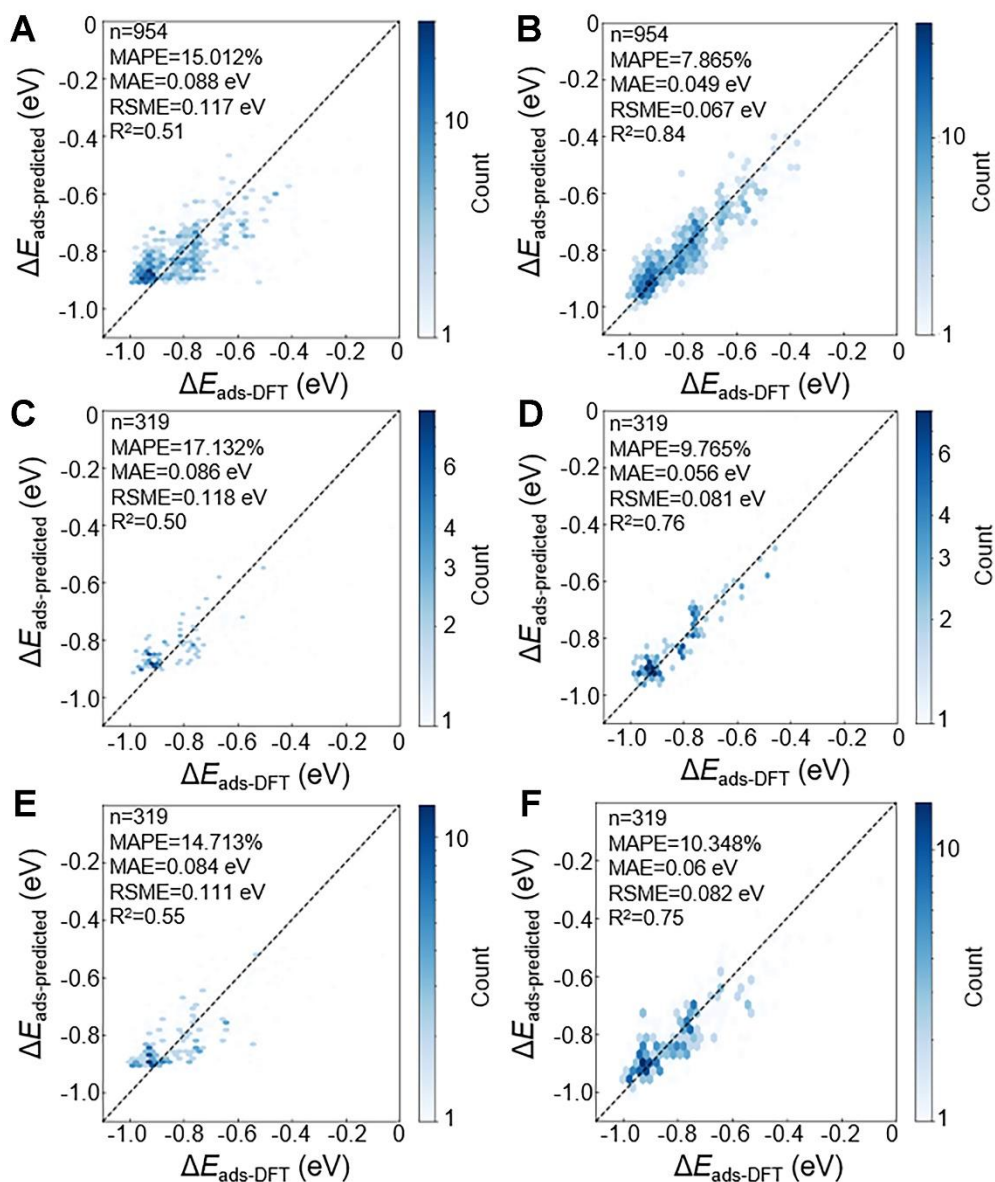 A
n=954
MAPE=15.012%
MAE=0.088 eV
RSME=0.117 eV
R²=0.51
0
-0.2
-0.4
-0.6
-0.8
-1.0
ΔEads-predicted (eV)
-1.0 -0.8 -0.6 -0.4 -0.2 0
ΔEads-DFT (eV)
10
1
Count
B
n=954
MAPE=7.865%
MAE=0.049 eV
RSME=0.067 eV
R²=0.84
0
-0.2
-0.4
-0.6
-0.8
-1.0
ΔEads-predicted (eV)
-1.0 -0.8 -0.6 -0.4 -0.2 0
ΔEads-DFT (eV)
10
1
Count
C
n=319
MAPE=17.132%
MAE=0.086 eV
RSME=0.118 eV
R²=0.50
0
-0.2
-0.4
-0.6
-0.8
-1.0
ΔEads-predicted (eV)
-1.0 -0.8 -0.6 -0.4 -0.2 0
ΔEads-DFT (eV)
6
4
3
2
1
Count
D
n=319
MAPE=9.765%
MAE=0.056 eV
RSME=0.081 eV
R²=0.76
0
-0.2
-0.4
-0.6
-0.8
-1.0
ΔEads-predicted (eV)
-1.0 -0.8 -0.6 -0.4 -0.2 0
ΔEads-DFT (eV)
6
4
3
2
1
Count
E
n=319
MAPE=14.713%
MAE=0.084 eV
RSME=0.111 eV
R²=0.55
-0.2
-0.4
-0.6
-0.8
-1.0
ΔEads-predicted (eV)
-1.0 -0.8 -0.6 -0.4 -0.2 0
ΔEads-DFT (eV)
10
1
Count
F
n=319
MAPE=10.348%
MAE=0.06 eV
RSME=0.082 eV
R²=0.75
-0.2
-0.4
-0.6
-0.8
-1.0
ΔEads-predicted (eV)
-1.0 -0.8 -0.6 -0.4 -0.2 0
ΔEads-DFT (eV)
10
1
Count